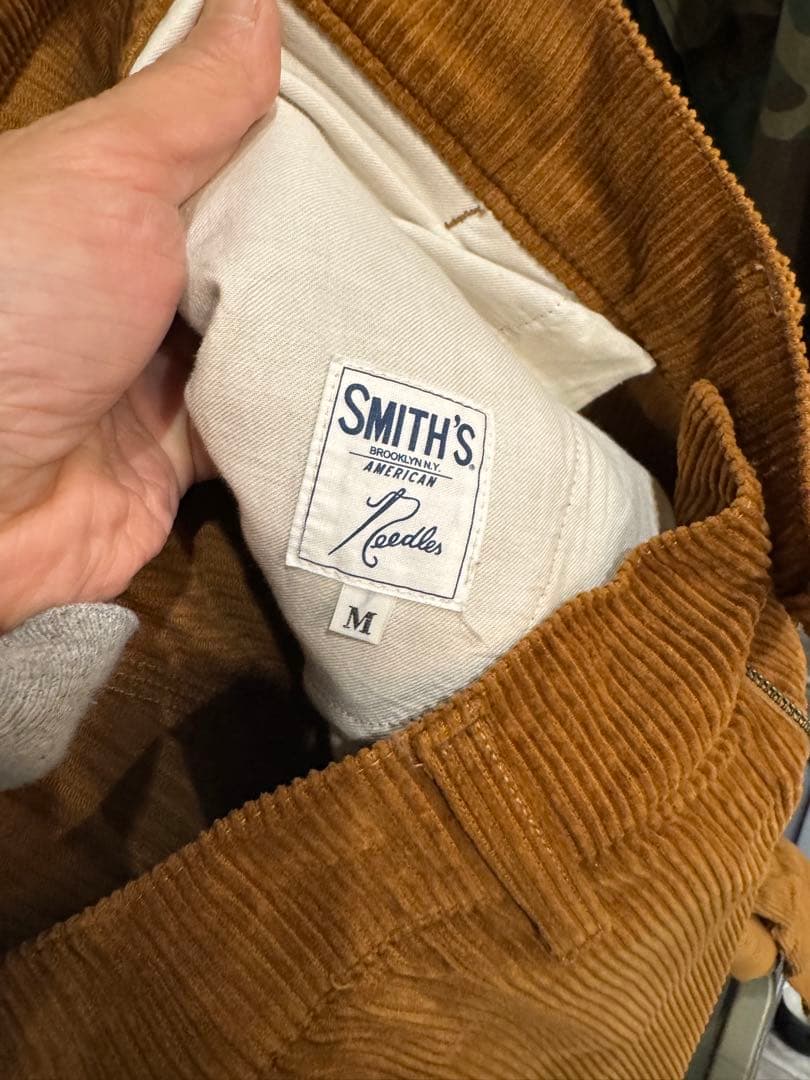 SMITH'S®
BROOKLYN N.Y.
AMERICAN
Needles
M